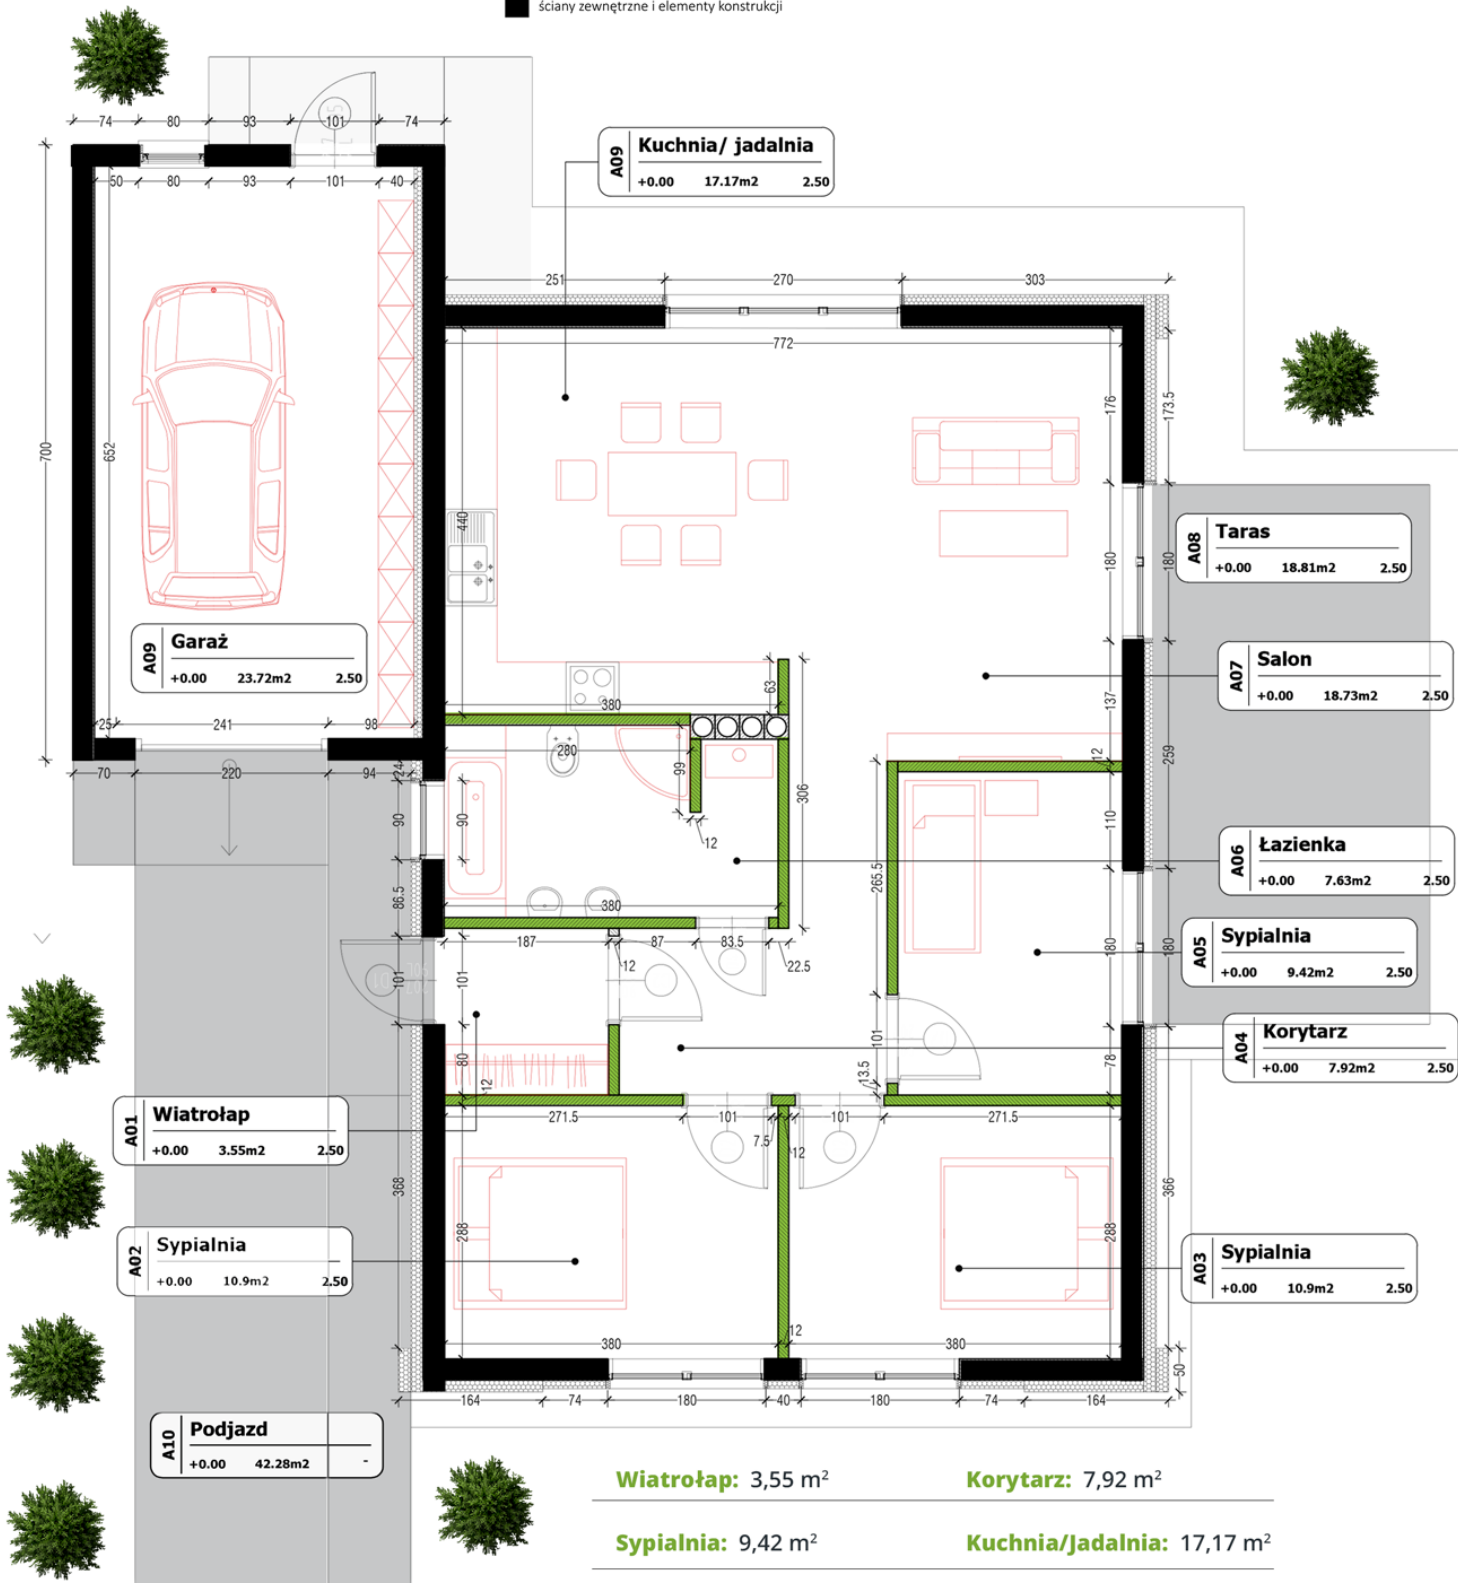 ściany zewnętrzne i elementy konstrukcji
74 80 93 101 74
50 80 93 101 40
A09 Kuchnia/ jadalnia
+0.00 17.17m2 2.50
251 270 303
772
700
652
440
176
173.5
180
180
A08 Taras
+0.00 18.81m2 2.50
A09 Garaż
+0.00 23.72m2 2.50
A07 Salon
+0.00 18.73m2 2.50
63
380
137
25 241 98
280
12
259
70 220 94 24
99
306
90
90
110
12
A06 Łazienka
+0.00 7.63m2 2.50
265.5
86.5
380
A05 Sypialnia
+0.00 9.42m2 2.50
187 87 83.5
12
22.5
180
180
101
101
101
A04 Korytarz
+0.00 7.92m2 2.50
80
12
13.5
78
A01 Wiatrołap
+0.00 3.55m2 2.50
271.5 101 101 271.5
7.5
12
368
366
288
288
A02 Sypialnia
+0.00 10.9m2 2.50
A03 Sypialnia
+0.00 10.9m2 2.50
380 12 380
50
164 74 180 40 180 74 164
A10 Podjazd
+0.00 42.28m2 -
Wiatrołap: 3,55 m² Korytarz: 7,92 m²
Sypialnia: 9,42 m² Kuchnia/Jadalnia: 17,17 m²